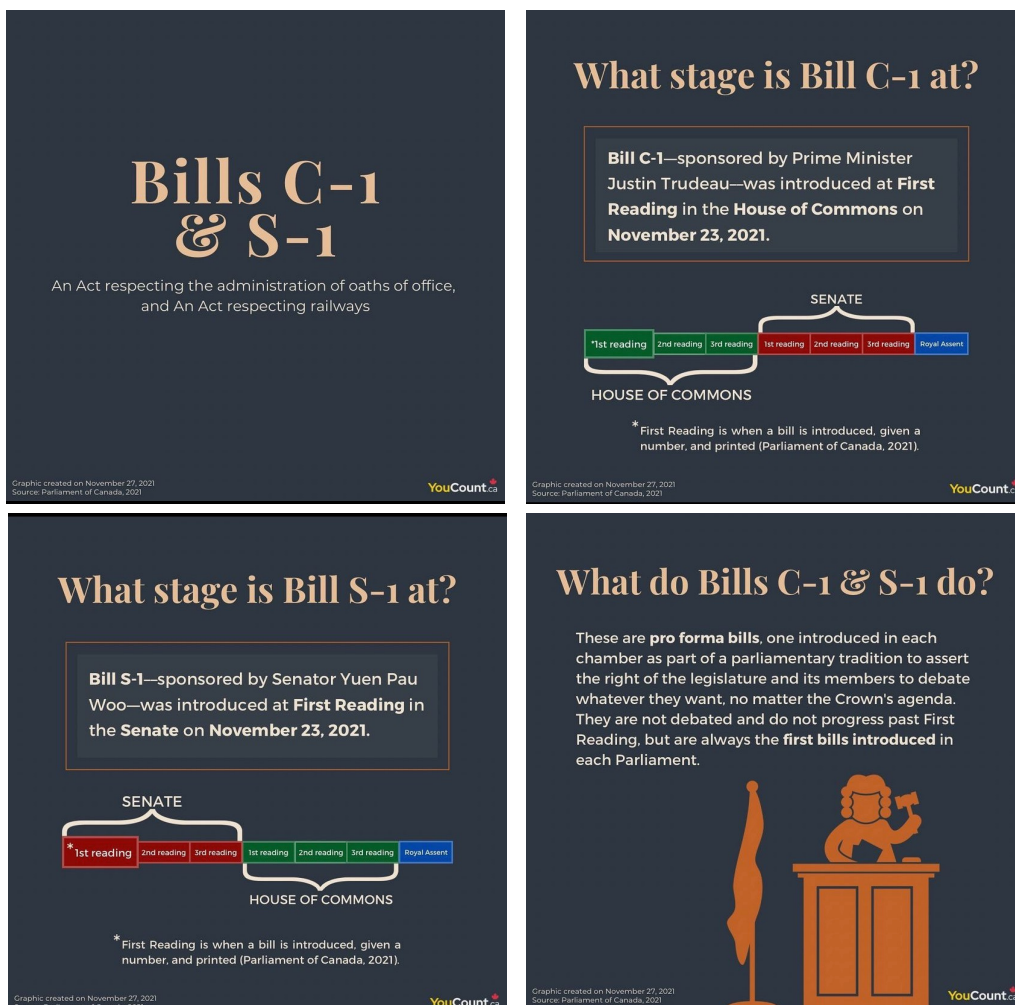 Bills C-1
& S-1
An Act respecting the administration of oaths of office,
and An Act respecting railways
Graphic created on November 27, 2021
Source: Parliament of Canada, 2021
YouCount.ca
What stage is Bill C-1 at?
Bill C-1—sponsored by Prime Minister
Justin Trudeau—was introduced at First
Reading in the House of Commons on
November 23, 2021.
SENATE
*1st reading 2nd reading 3rd reading 1st reading 2nd reading 3rd reading Royal Assent
HOUSE OF COMMONS
*First Reading is when a bill is introduced, given a
number, and printed (Parliament of Canada, 2021).
Graphic created on November 27, 2021
Source: Parliament of Canada, 2021
YouCount.ca
What stage is Bill S-1 at?
Bill S-1—sponsored by Senator Yuen Pau
Woo—was introduced at First Reading in
the Senate on November 23, 2021.
SENATE
*1st reading 2nd reading 3rd reading 1st reading 2nd reading 3rd reading Royal Assent
HOUSE OF COMMONS
*First Reading is when a bill is introduced, given a
number, and printed (Parliament of Canada, 2021).
Graphic created on November 27, 2021
YouCount.ca
What do Bills C-1 & S-1 do?
These are pro forma bills, one introduced in each
chamber as part of a parliamentary tradition to assert
the right of the legislature and its members to debate
whatever they want, no matter the Crown's agenda.
They are not debated and do not progress past First
Reading, but are always the first bills introduced in
each Parliament.
Graphic created on November 27, 2021
Source: Parliament of Canada, 2021
YouCount.ca